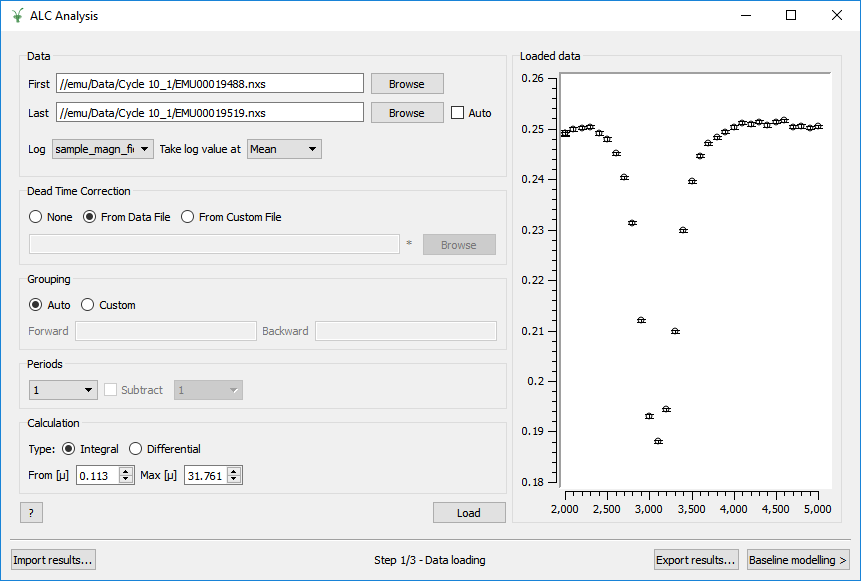 ALC Analysis
Data
First //emu/Data/Cycle 10_1/EMU00019488.nxs Browse
Last //emu/Data/Cycle 10_1/EMU00019519.nxs Browse Auto
Log sample_magn_fi Take log value at Mean
Dead Time Correction
None From Data File From Custom File
* Browse
Grouping
Auto Custom
Forward Backward
Periods
1 Subtract 1
Calculation
Type: Integral Differential
From [µ] 0.113 Max [µ] 31.761
? Load
Loaded data
0.26
0.25
0.24
0.23
0.22
0.21
0.2
0.19
0.18
2,000 2,500 3,000 3,500 4,000 4,500 5,000
Import results... Step 1/3 - Data loading Export results... Baseline modelling >